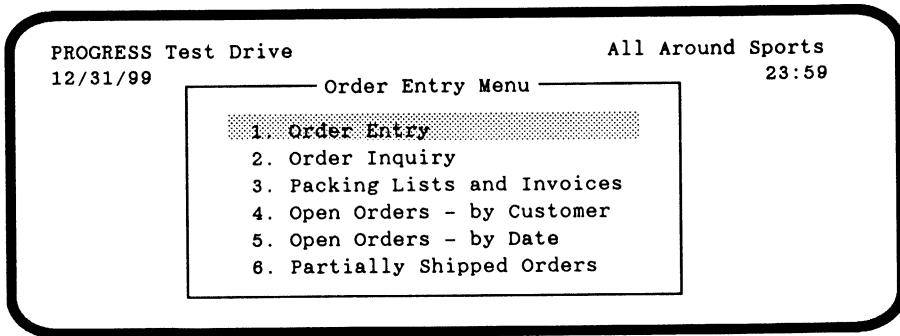 PROGRESS Test Drive All Around Sports
12/31/99 23:59
Order Entry Menu
1. Order Entry
2. Order Inquiry
3. Packing Lists and Invoices
4. Open Orders - by Customer
5. Open Orders - by Date
6. Partially Shipped Orders